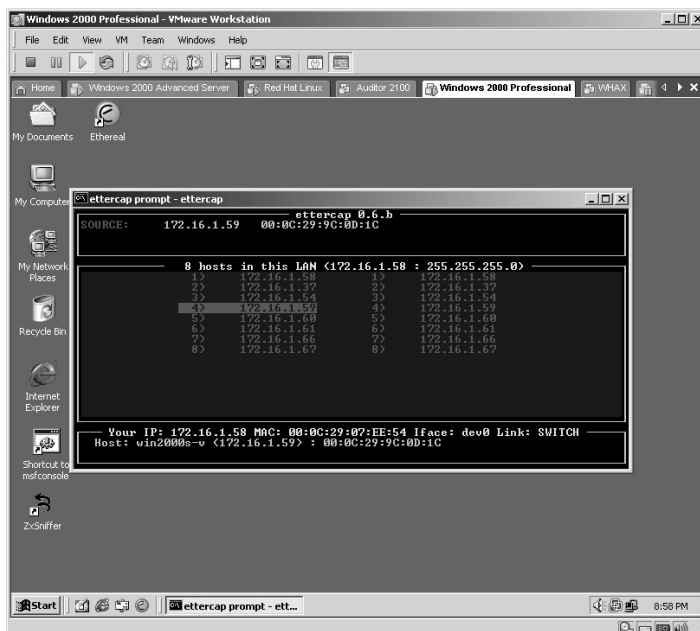 Windows 2000 Professional - VMware Workstation
File Edit View VM Team Windows Help
Home Windows 2000 Advanced Server Red Hat Linux Auditor 2100 Windows 2000 Professional WHAX
My Documents
Ethereal
My Computer
My Network Places
Recycle Bin
Internet Explorer
Shortcut to msfconsole
ZxSniffer
ettercap prompt - ettercap
ettercap 0.6.b
SOURCE: 172.16.1.59 00:0C:29:9C:0D:1C
8 hosts in this LAN (172.16.1.58 : 255.255.255.0)
1) 172.16.1.58 1) 172.16.1.58
2) 172.16.1.37 2) 172.16.1.37
3) 172.16.1.54 3) 172.16.1.54
4) 172.16.1.59 4) 172.16.1.59
5) 172.16.1.60 5) 172.16.1.60
6) 172.16.1.61 6) 172.16.1.61
7) 172.16.1.66 7) 172.16.1.66
8) 172.16.1.67 8) 172.16.1.67
Your IP: 172.16.1.58 MAC: 00:0C:29:07:EE:54 Iface: dev0 Link: SWITCH
Host: win2000s-v (172.16.1.59) : 00:0C:29:9C:0D:1C
Start ettercap prompt - ett... 8:58 PM